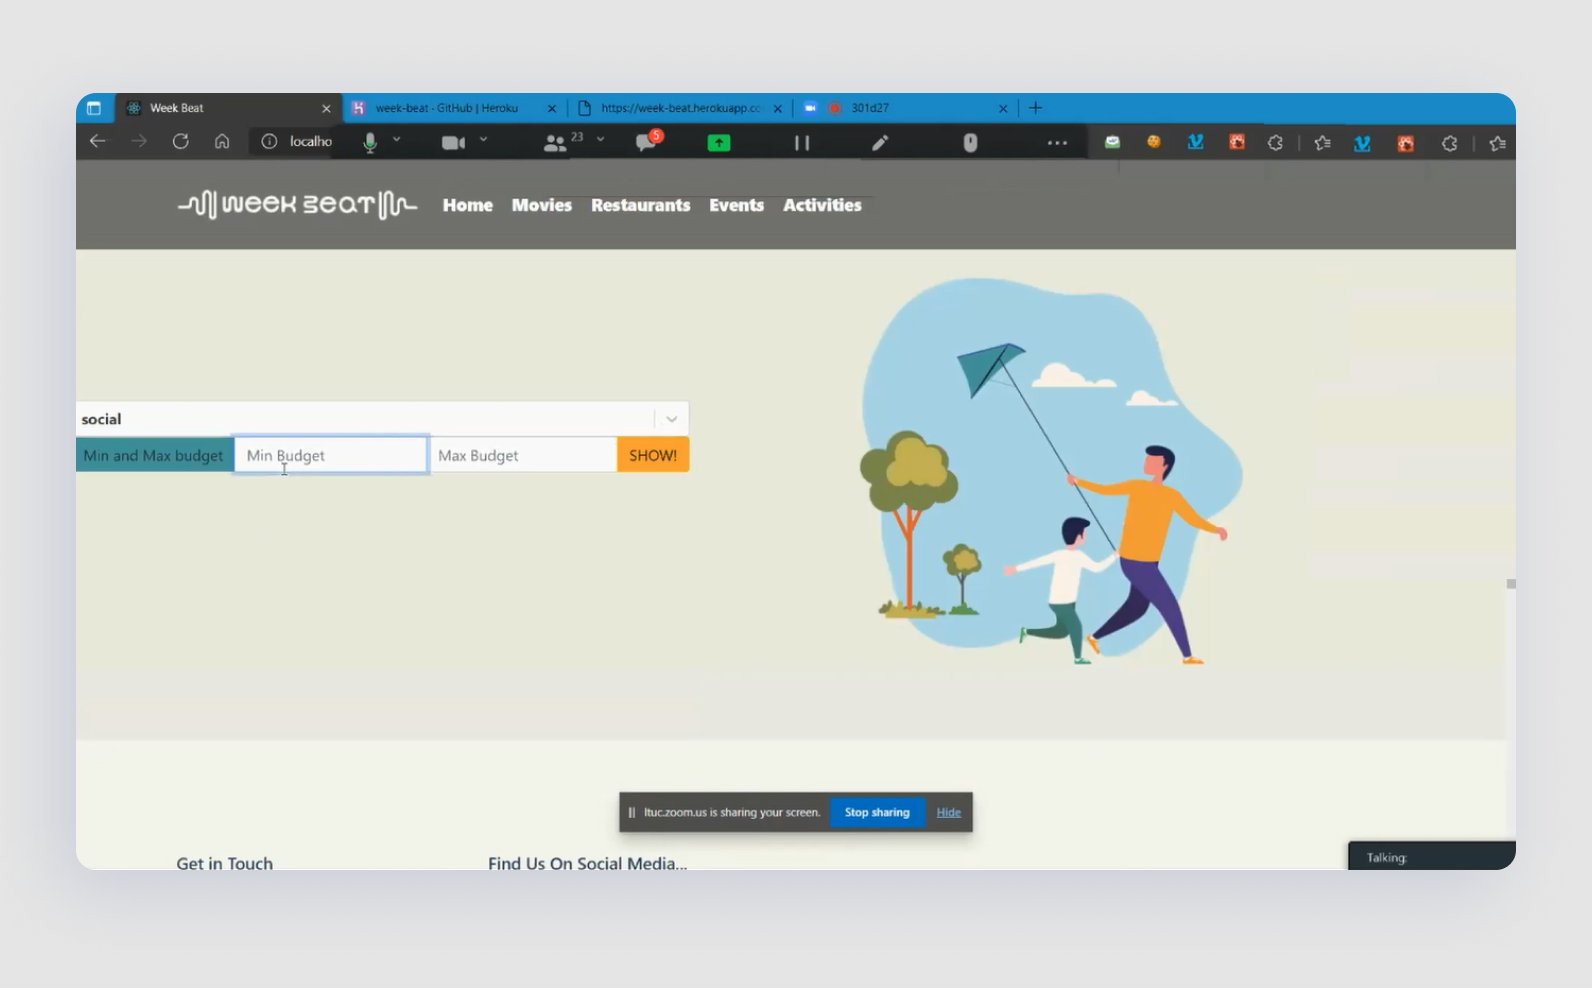 Week Beat
week-beat · GitHub | Heroku
https://week-beat.herokuapp.co
301d27
localho
23
5
WEEK BEAT
Home Movies Restaurants Events Activities
social
Min and Max budget
Min Budget
Max Budget
SHOW!
ltuc.zoom.us is sharing your screen.
Stop sharing
Hide
Get in Touch
Find Us On Social Media...
Talking: